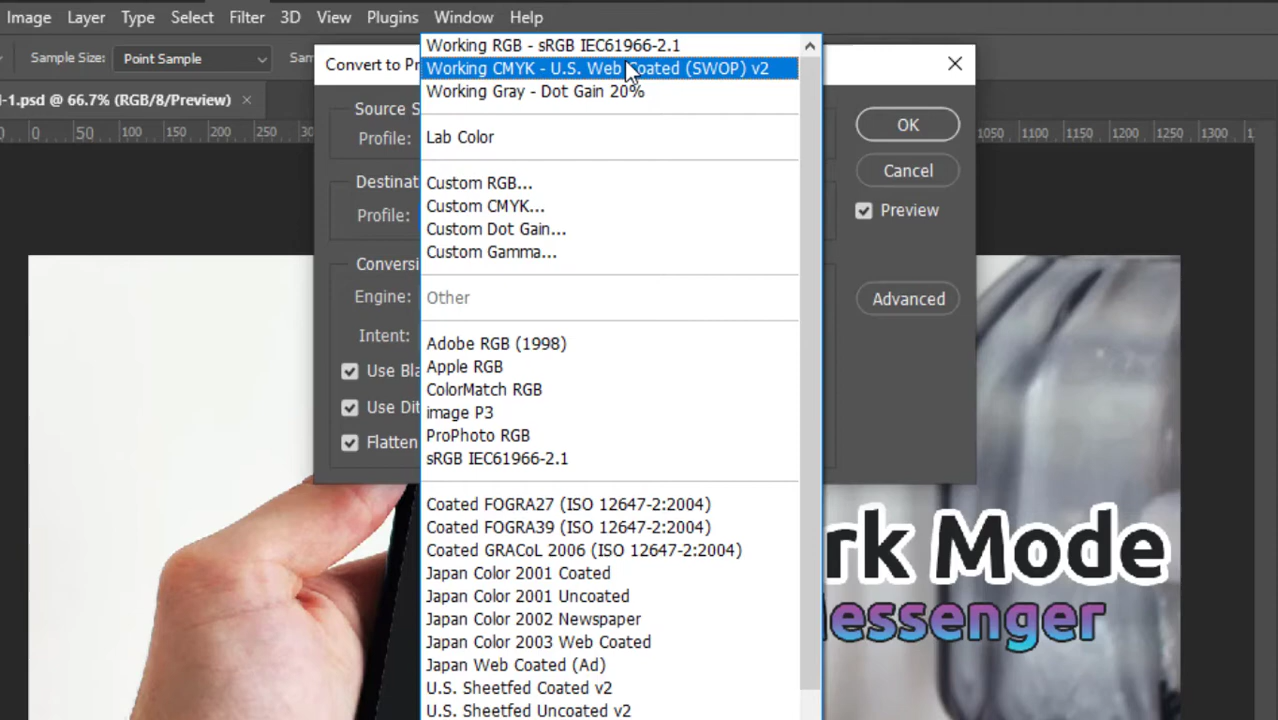 Image Layer Type Select Filter 3D View Plugins Window Help
Sample Size: Point Sample
l-1.psd @ 66.7% (RGB/8/Preview) ×
0 50 100 150 200 250 1050 1100 1150 1200 1250 1300
Convert to Pr
Source S
Profile:
Destinat
Profile:
Conversi
Engine:
Intent:
Use Bla
Use Dit
Flatten
Working RGB - sRGB IEC61966-2.1
Working CMYK - U.S. Web Coated (SWOP) v2
Working Gray - Dot Gain 20%
Lab Color
Custom RGB...
Custom CMYK...
Custom Dot Gain...
Custom Gamma...
Other
Adobe RGB (1998)
Apple RGB
ColorMatch RGB
image P3
ProPhoto RGB
sRGB IEC61966-2.1
Coated FOGRA27 (ISO 12647-2:2004)
Coated FOGRA39 (ISO 12647-2:2004)
Coated GRACoL 2006 (ISO 12647-2:2004)
Japan Color 2001 Coated
Japan Color 2001 Uncoated
Japan Color 2002 Newspaper
Japan Color 2003 Web Coated
Japan Web Coated (Ad)
U.S. Sheetfed Coated v2
U.S. Sheetfed Uncoated v2
OK
Cancel
Preview
Advanced
rk Mode
essenger